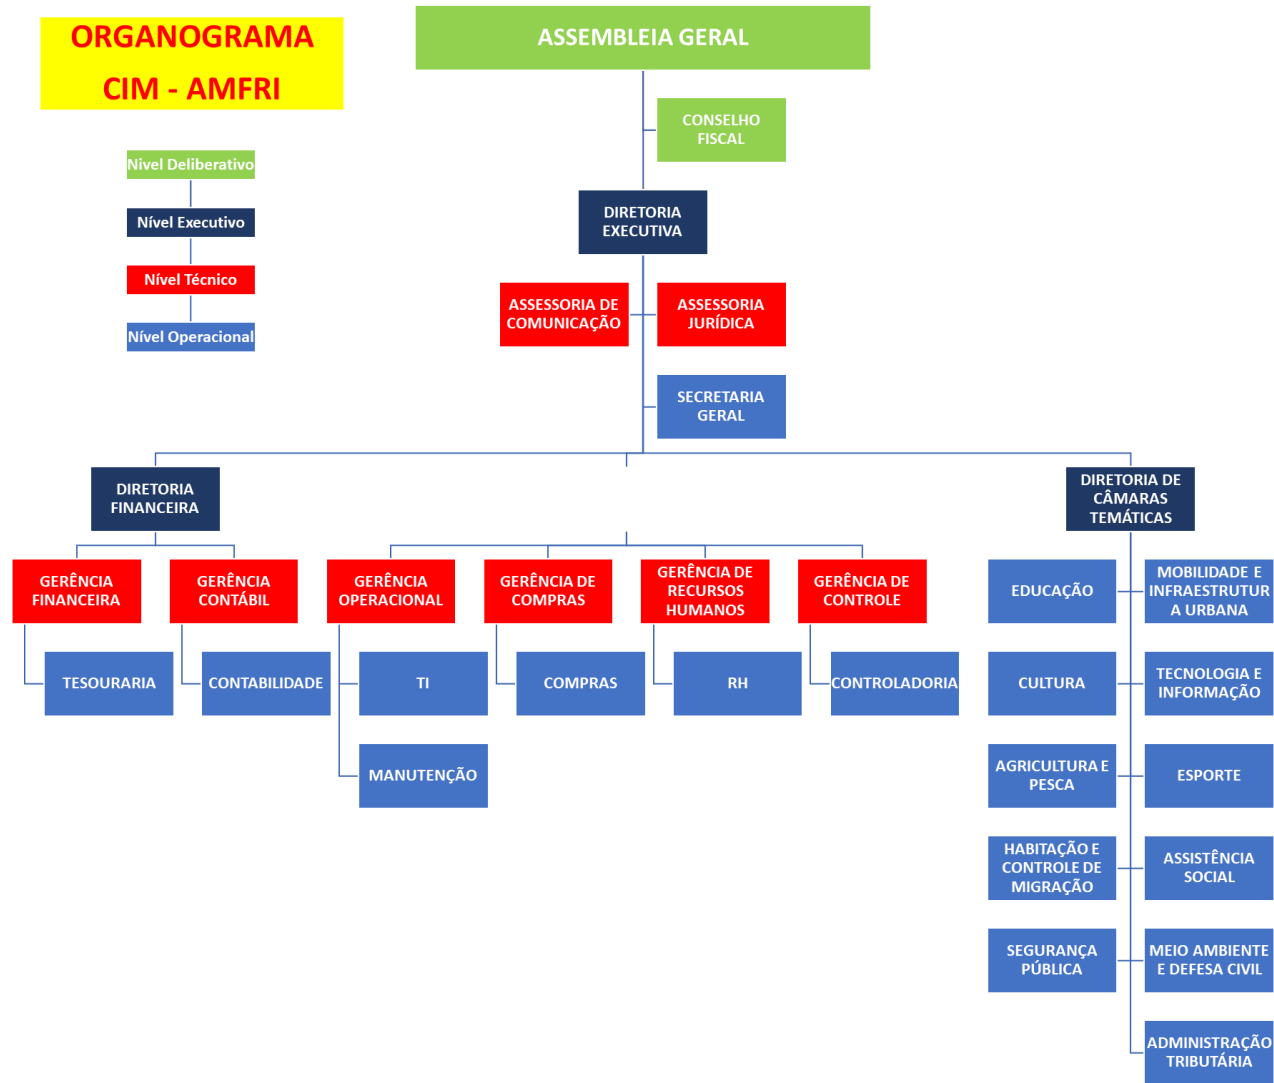 ORGANOGRAMA
CIM - AMFRI
ASSEMBLEIA GERAL
CONSELHO
FISCAL
Nivel Deliberativo
Nível Executivo
Nível Técnico
Nível Operacional
DIRETORIA
EXECUTIVA
ASSESSORIA DE
COMUNICAÇÃO
ASSESSORIA
JURÍDICA
SECRETARIA
GERAL
DIRETORIA
FINANCEIRA
DIRETORIA DE
CÂMARAS
TEMÁTICAS
GERÊNCIA
FINANCEIRA
GERÊNCIA
CONTÁBIL
GERÊNCIA
OPERACIONAL
GERÊNCIA DE
COMPRAS
GERÊNCIA DE
RECURSOS
HUMANOS
GERÊNCIA DE
CONTROLE
EDUCAÇÃO
MOBILIDADE E
INFRAESTRUTUR
A URBANA
TESOURARIA
CONTABILIDADE
TI
COMPRAS
RH
CONTROLADORIA
CULTURA
TECNOLOGIA E
INFORMAÇÃO
MANUTENÇÃO
AGRICULTURA E
PESCA
ESPORTE
HABITAÇÃO E
CONTROLE DE
MIGRAÇÃO
ASSISTÊNCIA
SOCIAL
SEGURANÇA
PÚBLICA
MEIO AMBIENTE
E DEFESA CIVIL
ADMINISTRAÇÃO
TRIBUTÁRIA